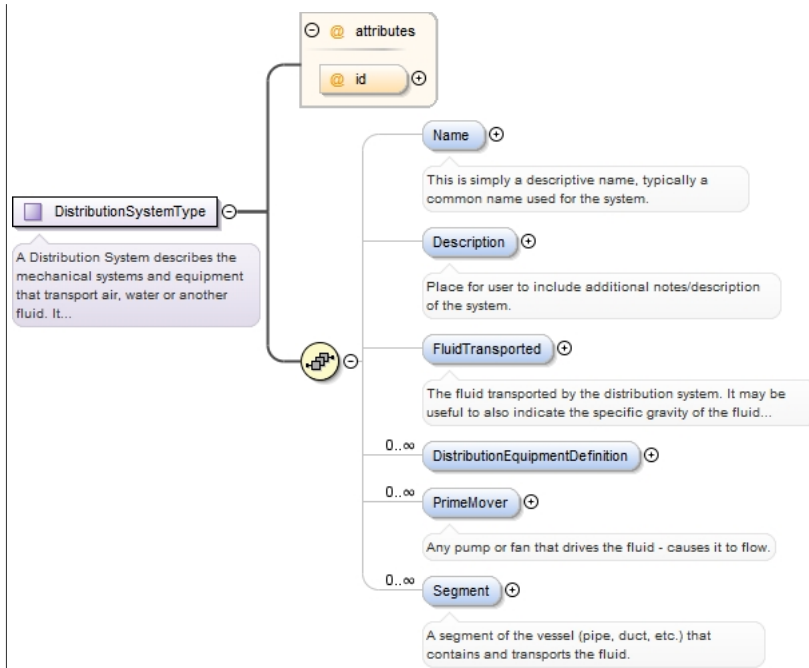 @ attributes
@ id
Name
This is simply a descriptive name, typically a
common name used for the system.
DistributionSystemType
Description
A Distribution System describes the
mechanical systems and equipment
that transport air, water or another
fluid. It...
Place for user to include additional notes/description
of the system.
FluidTransported
The fluid transported by the distribution system. It may be
useful to also indicate the specific gravity of the fluid...
0..∞
DistributionEquipmentDefinition
0..∞
PrimeMover
Any pump or fan that drives the fluid - causes it to flow.
0..∞
Segment
A segment of the vessel (pipe, duct, etc.) that
contains and transports the fluid.